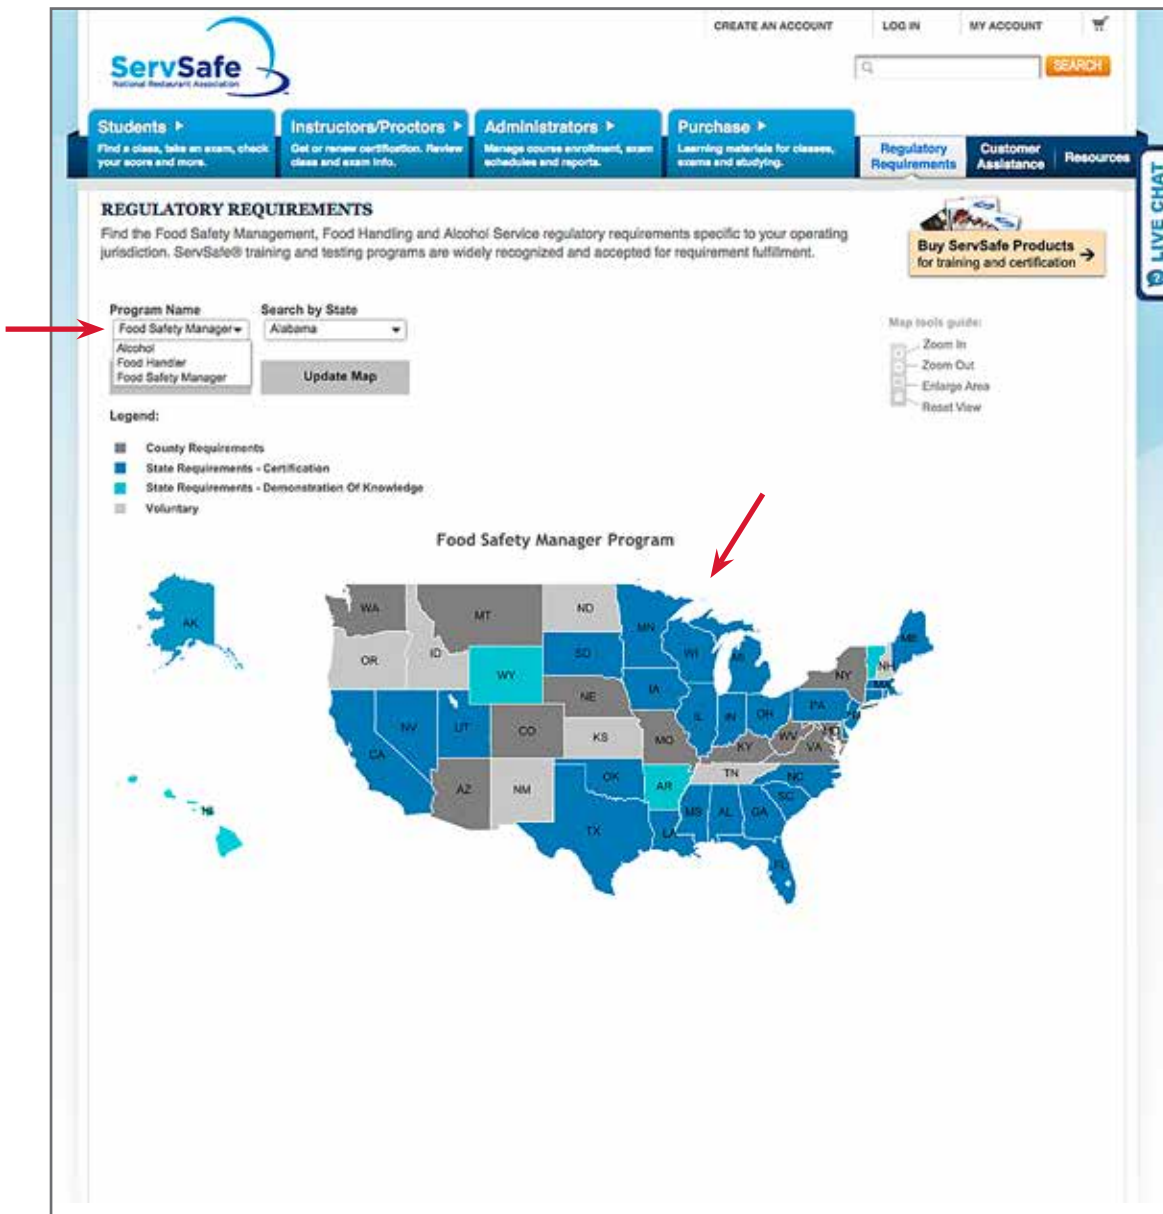 CREATE AN ACCOUNT
LOG IN
MY ACCOUNT
ServSafe
National Restaurant Association
SEARCH
Students
Find a class, take an exam, check
your score and more.
Instructors/Proctors
Get or renew certification. Review
class and exam info.
Administrators
Manage course enrollment, exam
schedules and reports.
Purchase
Learning materials for classes,
exams and studying.
Regulatory
Requirements
Customer
Assistance
Resources
LIVE CHAT
REGULATORY REQUIREMENTS
Find the Food Safety Management, Food Handling and Alcohol Service regulatory requirements specific to your operating
jurisdiction. ServSafe® training and testing programs are widely recognized and accepted for requirement fulfillment.
Buy ServSafe Products
for training and certification
Program Name
Search by State
Food Safety Manager
Alabama
Alcohol
Food Handler
Food Safety Manager
Update Map
Map tools guide:
Zoom In
Zoom Out
Enlarge Area
Reset View
Legend:
County Requirements
State Requirements - Certification
State Requirements - Demonstration Of Knowledge
Voluntary
Food Safety Manager Program
AK
WA
MT
ND
MN
ME
OR
ID
SD
WI
MI
NY
NH
WY
IA
MA
NE
PA
NV
UT
CO
KS
MO
IL
IN
OH
KY
WV
VA
MD
CA
AZ
NM
OK
AR
TN
NC
SC
HI
TX
LA
MS
AL
GA
FL